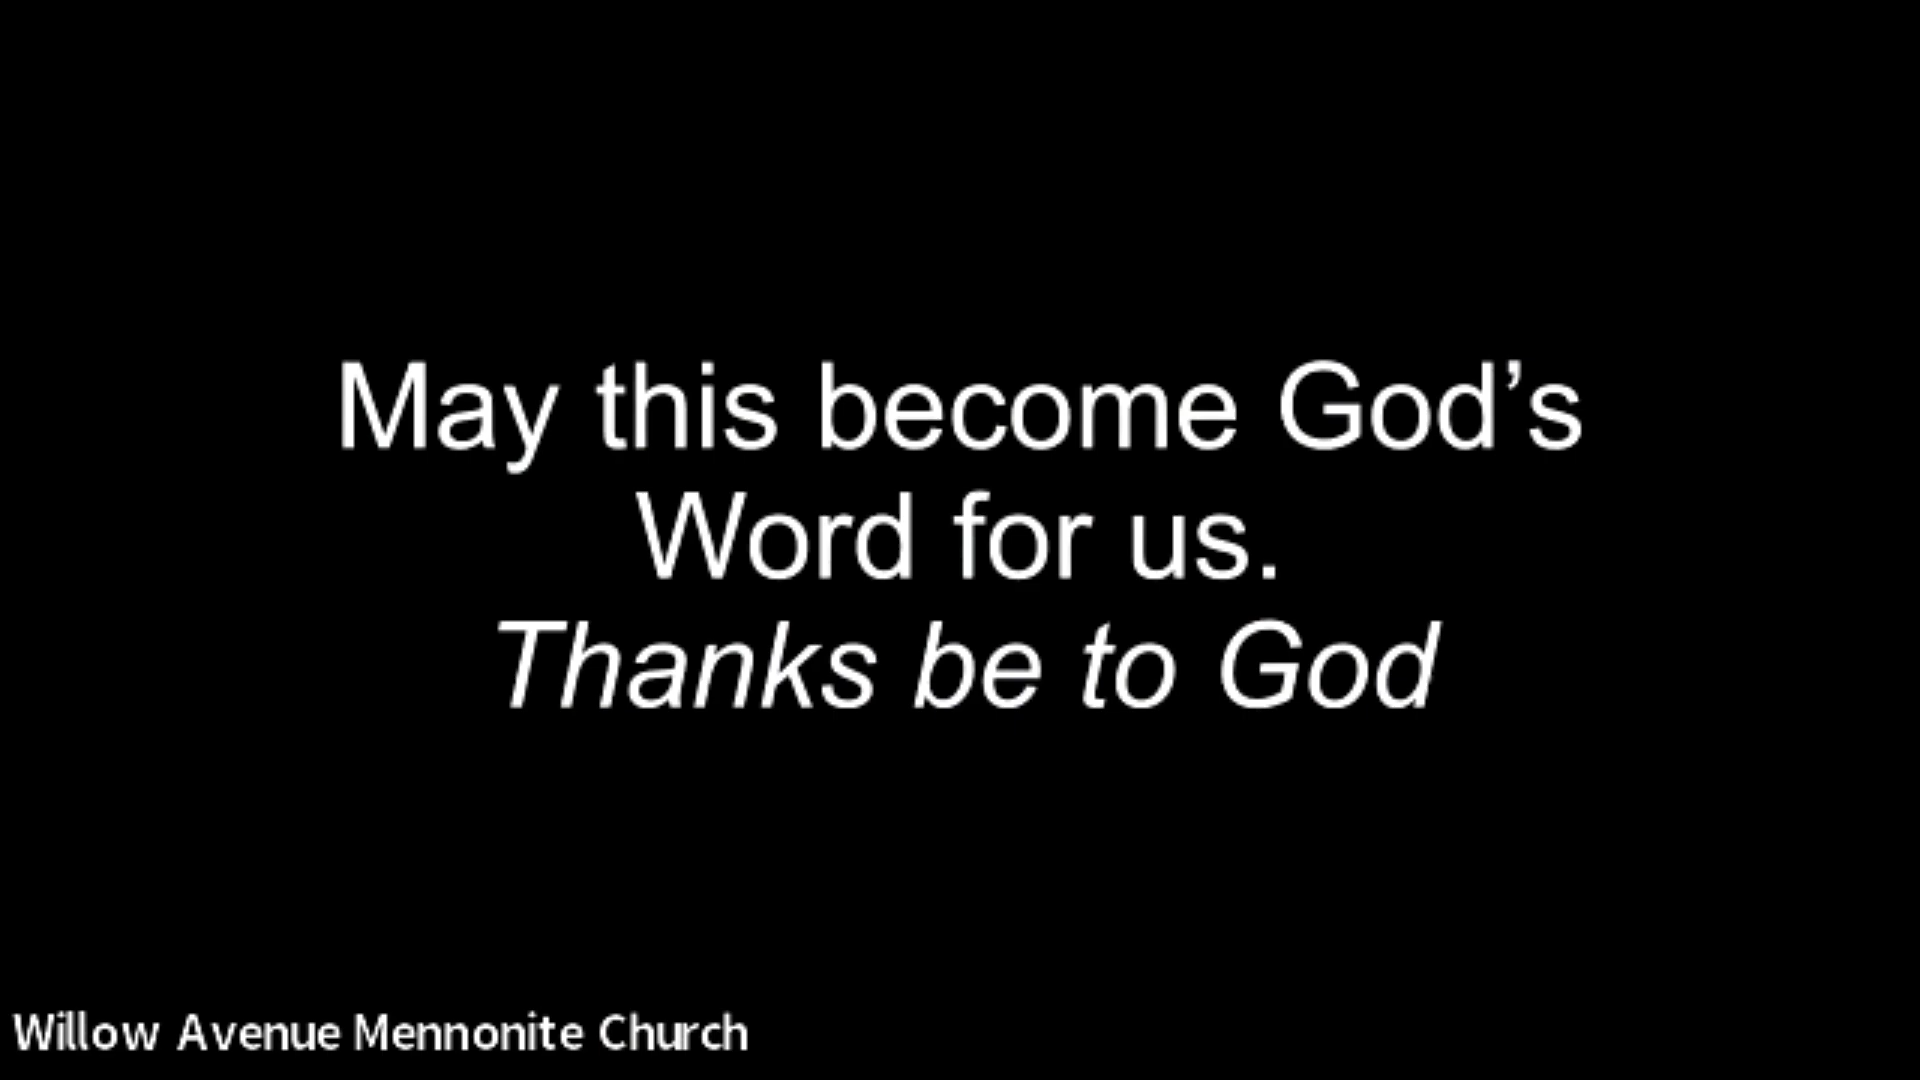 May this become God’s
Word for us.
Thanks be to God
Willow Avenue Mennonite Church